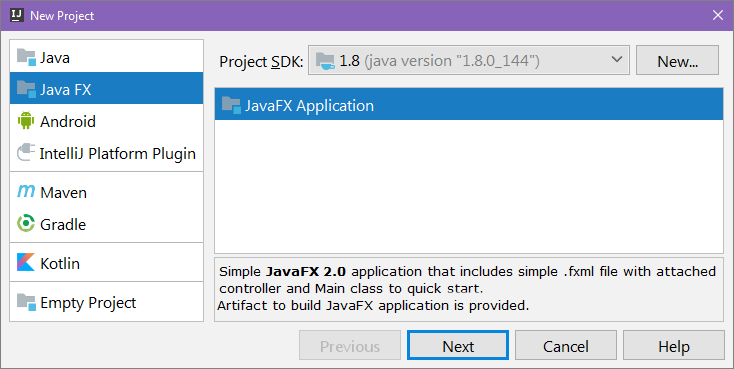 New Project
Java
Java FX
Android
IntelliJ Platform Plugin
Maven
Gradle
Kotlin
Empty Project
Project SDK: 1.8 (java version "1.8.0_144") New...
JavaFX Application
Simple JavaFX 2.0 application that includes simple .fxml file with attached
controller and Main class to quick start.
Artifact to build JavaFX application is provided.
Previous Next Cancel Help